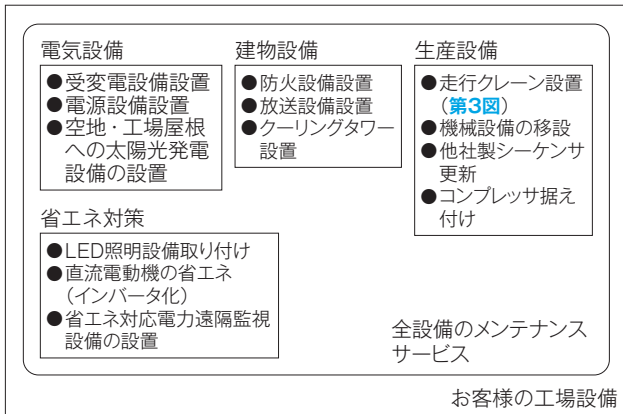 電気設備
●受変電設備設置
●電源設備設置
●空地・工場屋根
への太陽光発電
設備の設置
建物設備
●防火設備設置
●放送設備設置
●クーリングタワー
設置
生産設備
●走行クレーン設置
（第3図）
●機械設備の移設
●他社製シーケンサ
更新
●コンプレッサ据え
付け
省エネ対策
●LED照明設備取り付け
●直流電動機の省エネ
（インバータ化）
●省エネ対応電力遠隔監視
設備の設置
全設備のメンテナンス
サービス
お客様の工場設備